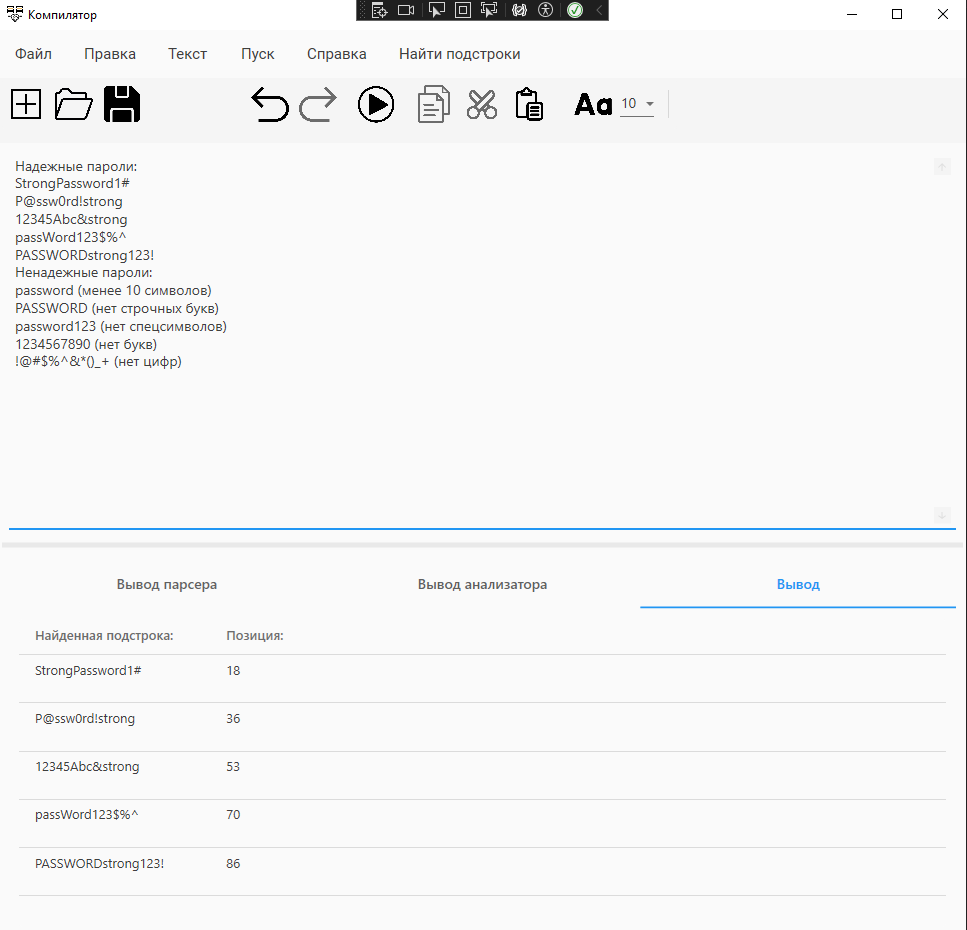 Компилятор
Файл Правка Текст Пуск Справка Найти подстроки
Aa 10
Надежные пароли:
StrongPassword1#
P@ssw0rd!strong
12345Abc&strong
passWord123$%^
PASSWORDstrong123!
Ненадежные пароли:
password (менее 10 символов)
PASSWORD (нет строчных букв)
password123 (нет спецсимволов)
1234567890 (нет букв)
!@#$%^&*()_+ (нет цифр)
Вывод парсера Вывод анализатора Вывод
Найденная подстрока: Позиция:
StrongPassword1# 18
P@ssw0rd!strong 36
12345Abc&strong 53
passWord123$%^ 70
PASSWORDstrong123! 86